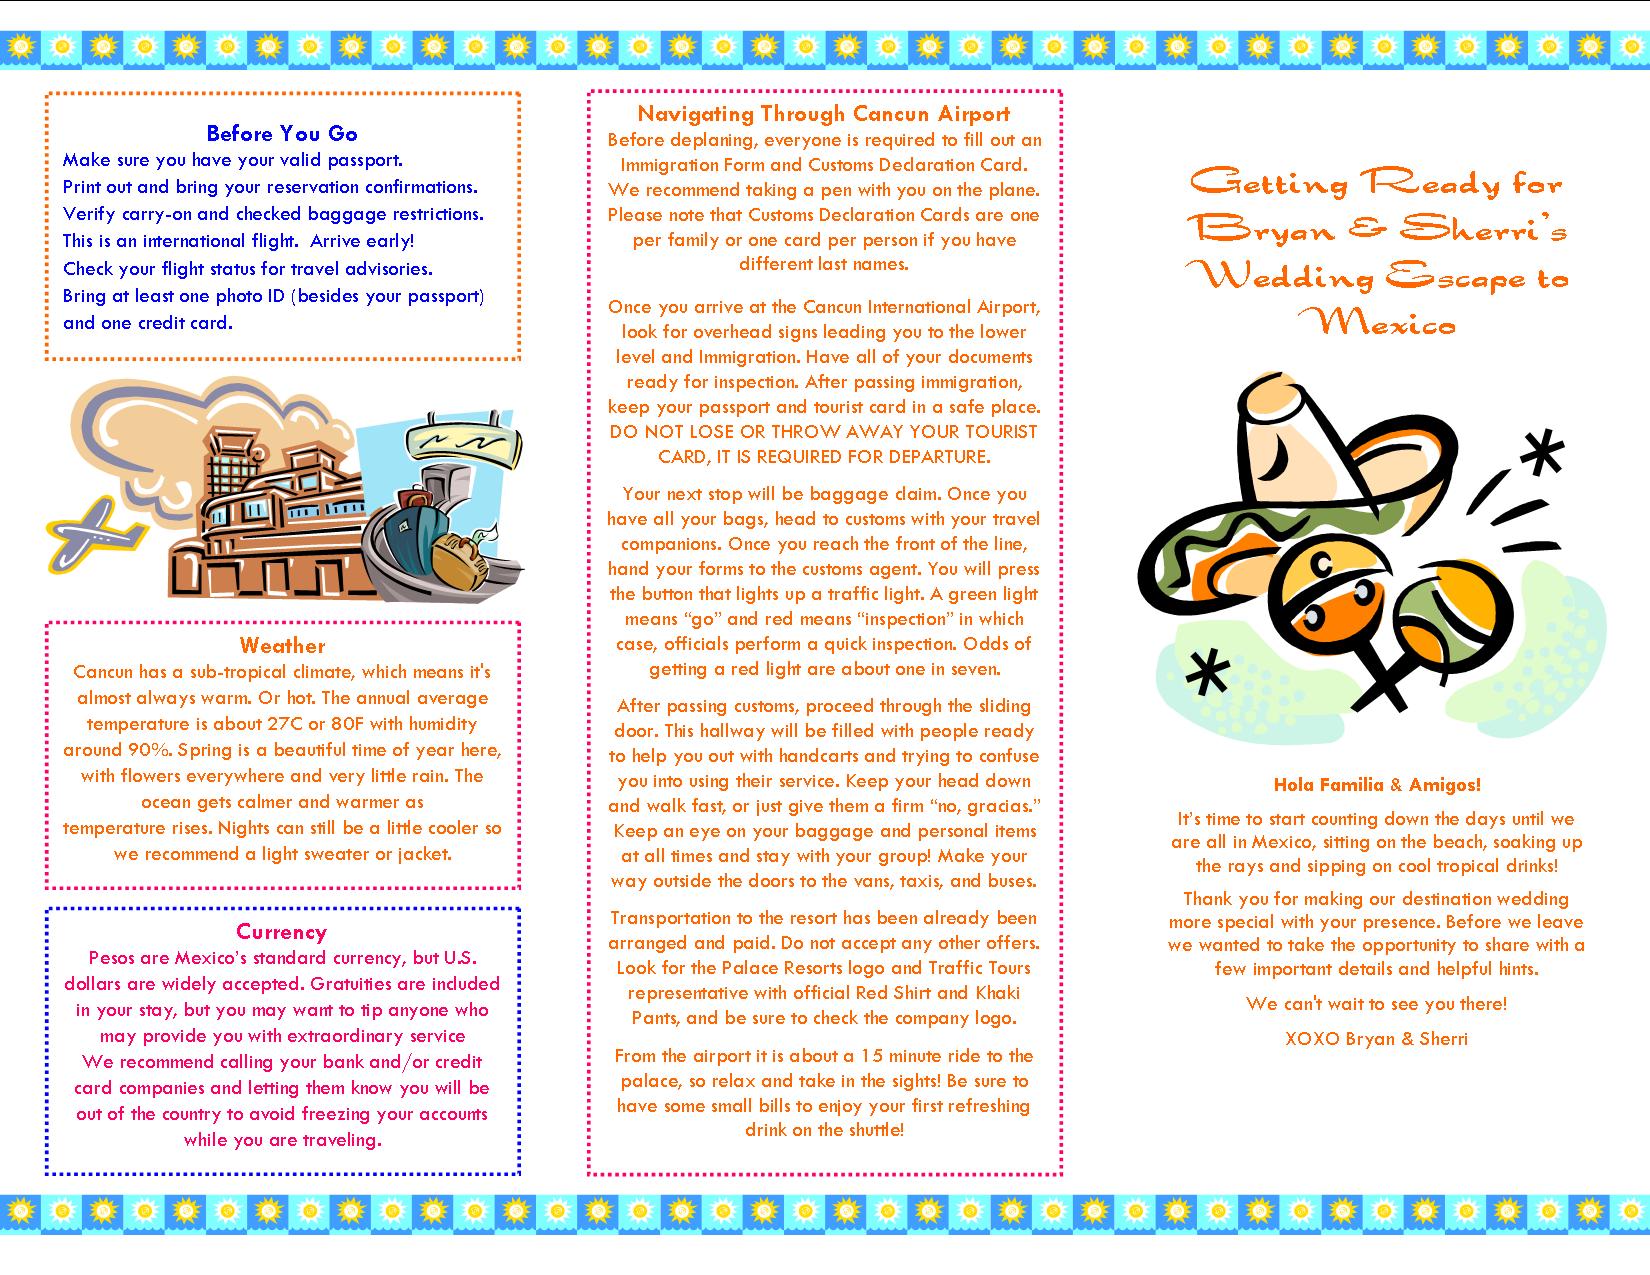 Before You Go
Make sure you have your valid passport.
Print out and bring your reservation confirmations.
Verify carry-on and checked baggage restrictions.
This is an international flight.  Arrive early!
Check your flight status for travel advisories.
Bring at least one photo ID (besides your passport)
and one credit card.
Weather
Cancun has a sub-tropical climate, which means it's
almost always warm. Or hot. The annual average
temperature is about 27C or 80F with humidity
around 90%. Spring is a beautiful time of year here,
with flowers everywhere and very little rain. The
ocean gets calmer and warmer as
temperature rises. Nights can still be a little cooler so
we recommend a light sweater or jacket.
Currency
Pesos are Mexico’s standard currency, but U.S.
dollars are widely accepted. Gratuities are included
in your stay, but you may want to tip anyone who
may provide you with extraordinary service
We recommend calling your bank and/or credit
card companies and letting them know you will be
out of the country to avoid freezing your accounts
while you are traveling.
Navigating Through Cancun Airport
Before deplaning, everyone is required to fill out an
Immigration Form and Customs Declaration Card.
We recommend taking a pen with you on the plane.
Please note that Customs Declaration Cards are one
per family or one card per person if you have
different last names.
Once you arrive at the Cancun International Airport,
look for overhead signs leading you to the lower
level and Immigration. Have all of your documents
ready for inspection. After passing immigration,
keep your passport and tourist card in a safe place.
DO NOT LOSE OR THROW AWAY YOUR TOURIST
CARD, IT IS REQUIRED FOR DEPARTURE.
Your next stop will be baggage claim. Once you
have all your bags, head to customs with your travel
companions. Once you reach the front of the line,
hand your forms to the customs agent. You will press
the button that lights up a traffic light. A green light
means “go” and red means “inspection” in which
case, officials perform a quick inspection. Odds of
getting a red light are about one in seven.
After passing customs, proceed through the sliding
door. This hallway will be filled with people ready
to help you out with handcarts and trying to confuse
you into using their service. Keep your head down
and walk fast, or just give them a firm “no, gracias.”
Keep an eye on your baggage and personal items
at all times and stay with your group! Make your
way outside the doors to the vans, taxis, and buses.
Transportation to the resort has been already been
arranged and paid. Do not accept any other offers.
Look for the Palace Resorts logo and Traffic Tours
representative with official Red Shirt and Khaki
Pants, and be sure to check the company logo.
From the airport it is about a 15 minute ride to the
palace, so relax and take in the sights! Be sure to
have some small bills to enjoy your first refreshing
drink on the shuttle!
Getting Ready for
Bryan & Sherri’s
Wedding Escape to
Mexico
Hola Familia & Amigos!
It’s time to start counting down the days until we
are all in Mexico, sitting on the beach, soaking up
the rays and sipping on cool tropical drinks!
Thank you for making our destination wedding
more special with your presence. Before we leave
we wanted to take the opportunity to share with a
few important details and helpful hints.
We can't wait to see you there!
XOXO Bryan & Sherri